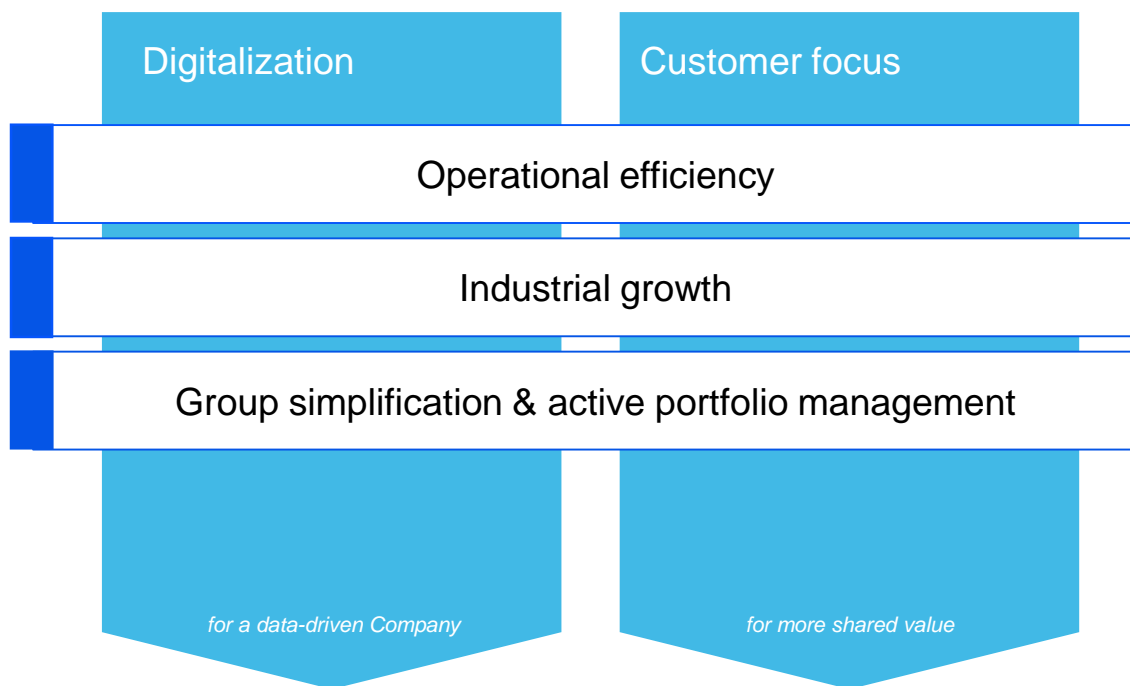 Digitalization
Customer focus
Operational efficiency
Industrial growth
Group simplification & active portfolio management
for a data-driven Company
for more shared value